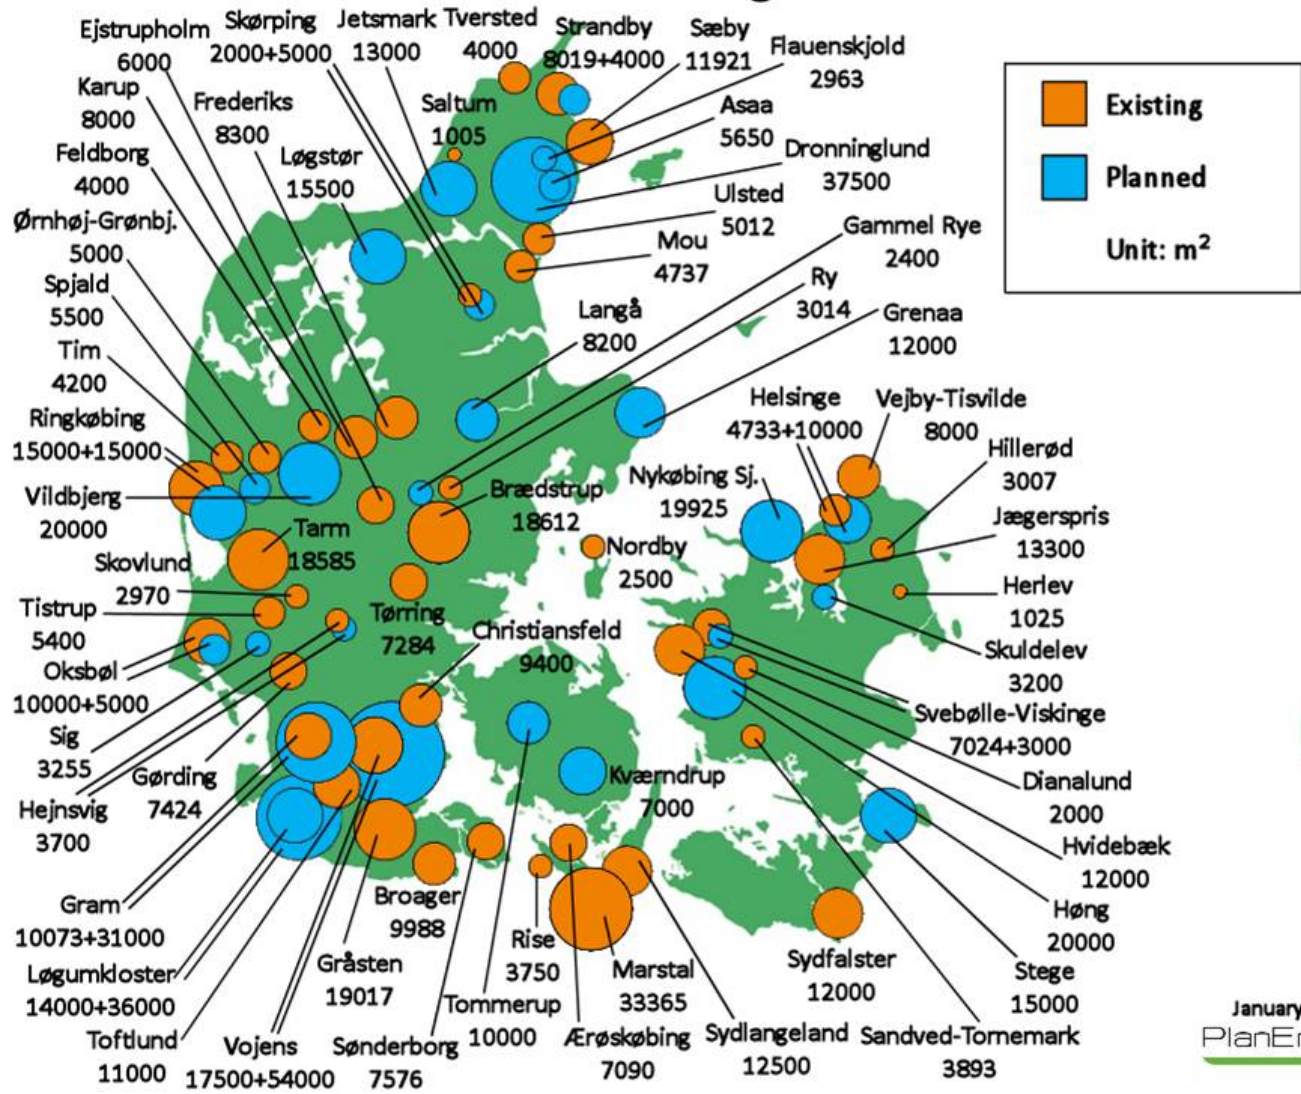 Ejstrupholm
6000
Skørping
2000+5000
Jetsmark
13000
Tversted
4000
Strandby
8019+4000
Sæby
11921
Flauenskjold
2963
Karup
8000
Frederiks
8300
Saltum
1005
Asaa
5650
Feldborg
4000
Løgstør
15500
Dronninglund
37500
Ørnhøj-Grønbj.
5000
Ulsted
5012
Mou
4737
Gammel Rye
2400
Spjald
5500
Ry
3014
Langå
8200
Grenaa
12000
Tim
4200
Ringkøbing
15000+15000
Helsinge
4733+10000
Vejby-Tisvilde
8000
Hillerød
3007
Vildbjerg
20000
Brædstrup
18612
Nykøbing Sj.
19925
Jægerspris
13300
Tarm
18585
Nordby
2500
Skovlund
2970
Herlev
1025
Tistrup
5400
Tørring
7284
Christiansfeld
9400
Skuldelev
3200
Oksbøl
10000+5000
Svebølle-Viskinge
7024+3000
Sig
3255
Gørding
7424
Kværndrup
7000
Dianalund
2000
Hejnsvig
3700
Hvidebæk
12000
Gram
10073+31000
Broager
9988
Høng
20000
Løgumkloster
14000+36000
Gråsten
19017
Rise
3750
Marstal
33365
Sydfalster
12000
Stege
15000
Toftlund
11000
Vojens
17500+54000
Sønderborg
7576
Tommerup
10000
Ærøskøbing
7090
Sydlangeland
12500
Sandved-Tornemark
3893
Existing
Planned
Unit: m²
January
PlanEn